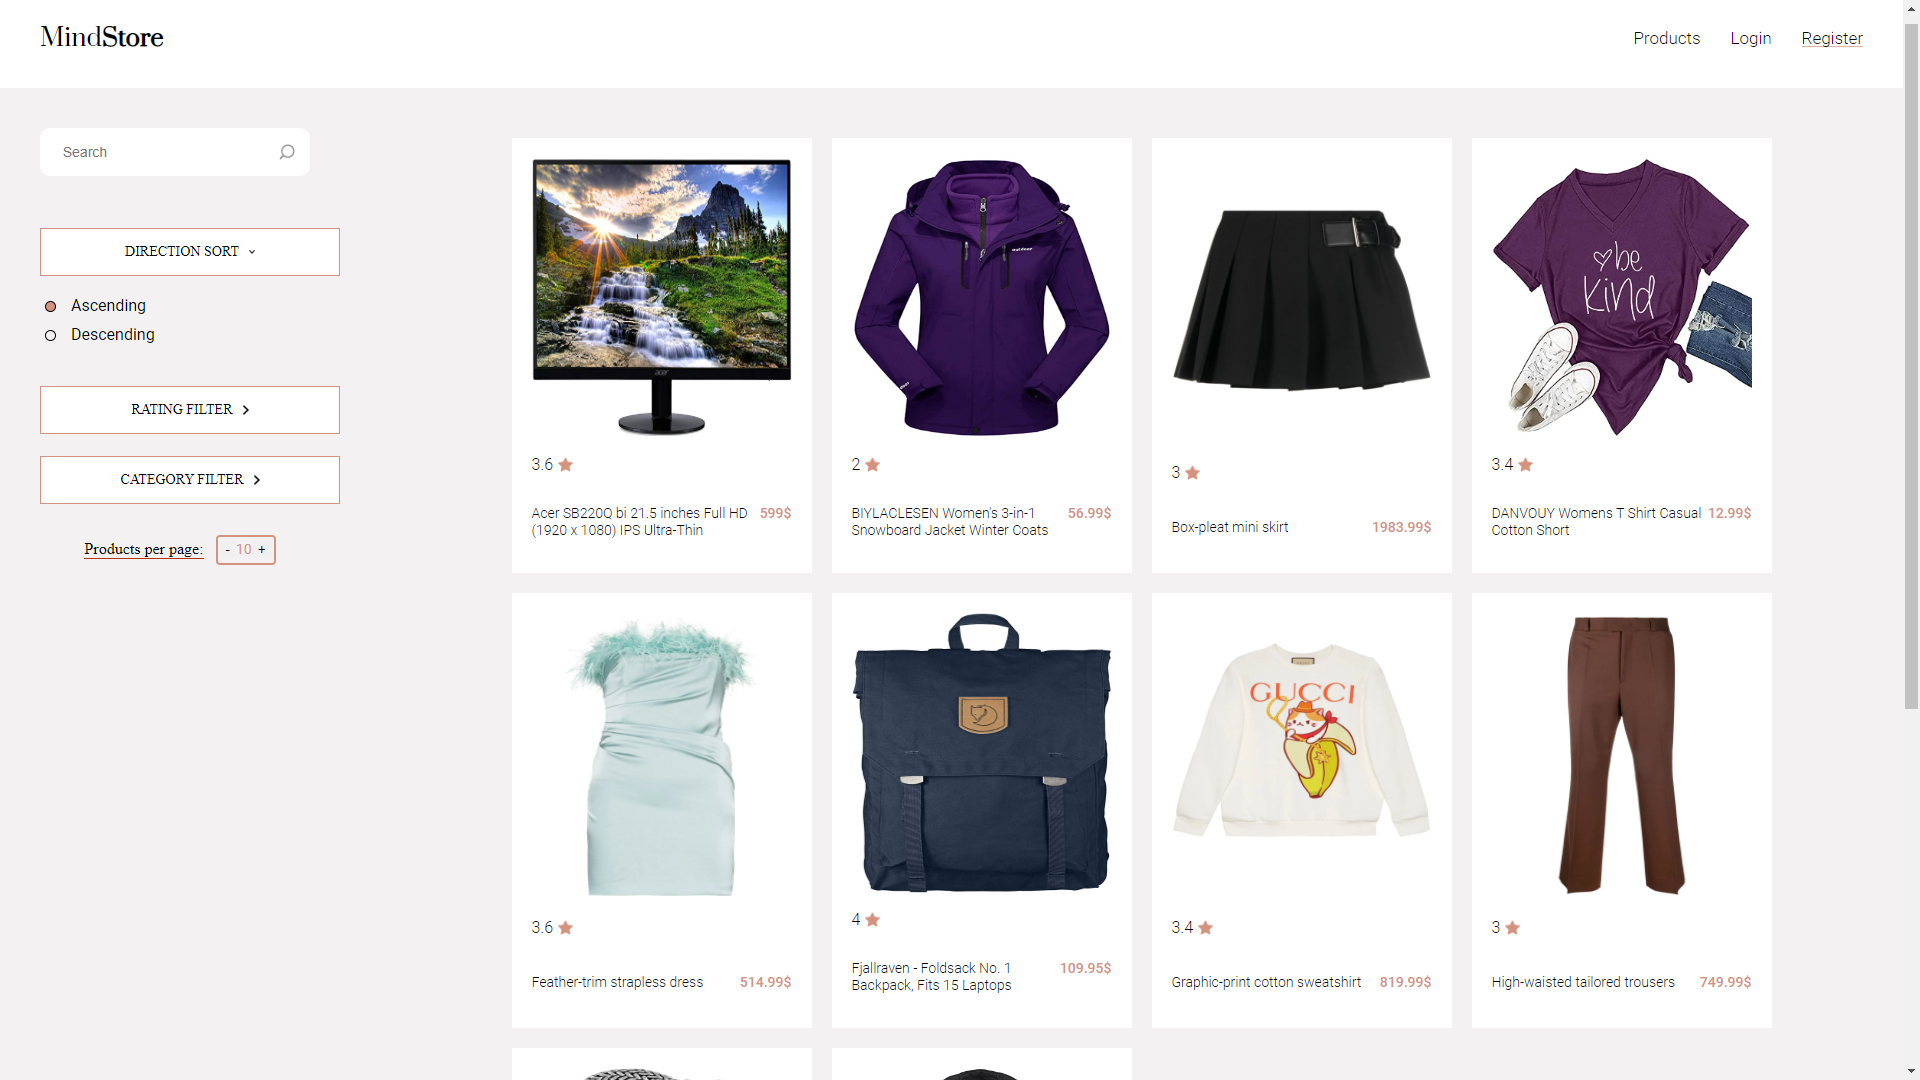 MindStore
Products
Login
Register
Search
DIRECTION SORT
Ascending
Descending
RATING FILTER
CATEGORY FILTER
Products per page:
- 10 +
acer
3.6
Acer SB220Q bi 21.5 inches Full HD
(1920 x 1080) IPS Ultra-Thin
599$
outdoor
2
BIYLACLESEN Women's 3-in-1
Snowboard Jacket Winter Coats
56.99$
3
Box-pleat mini skirt
1983.99$
be
kind
3.4
DANVOUY Womens T Shirt Casual
Cotton Short
12.99$
3.6
Feather-trim strapless dress
514.99$
4
Fjallraven - Foldsack No. 1
Backpack, Fits 15 Laptops
109.95$
GUCCI
3.4
Graphic-print cotton sweatshirt
819.99$
3
High-waisted tailored trousers
749.99$